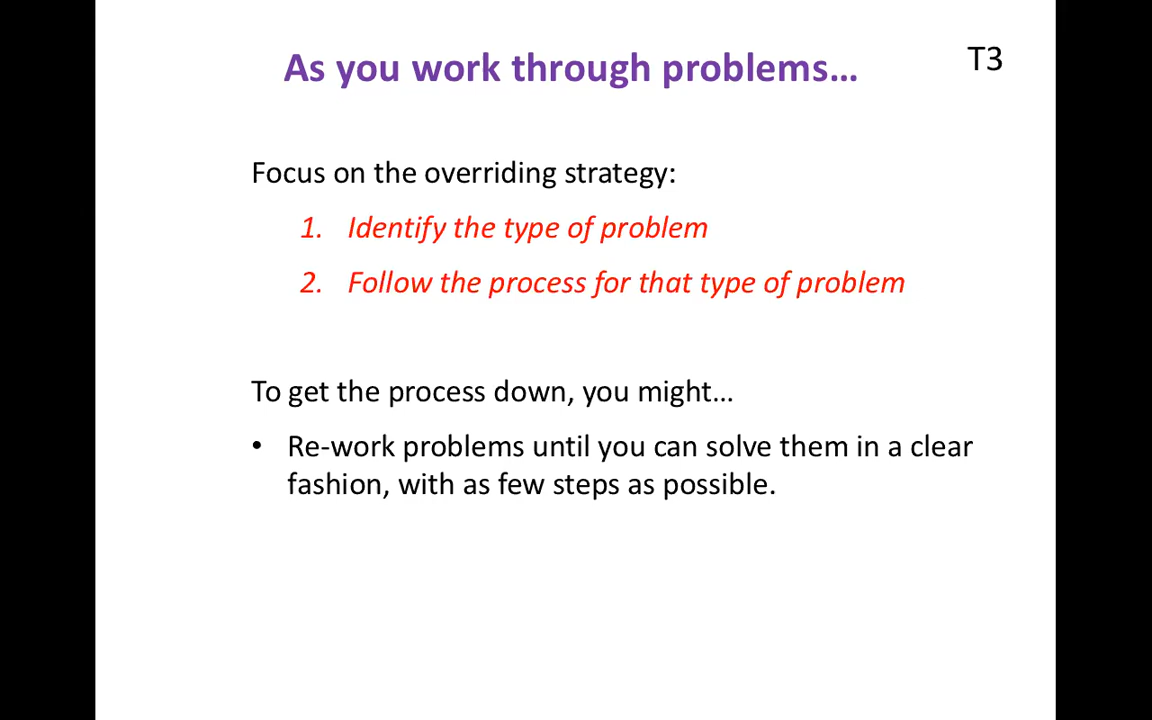 As you work through problems...
T3
Focus on the overriding strategy:
1. Identify the type of problem
2. Follow the process for that type of problem
To get the process down, you might...
• Re-work problems until you can solve them in a clear
fashion, with as few steps as possible.